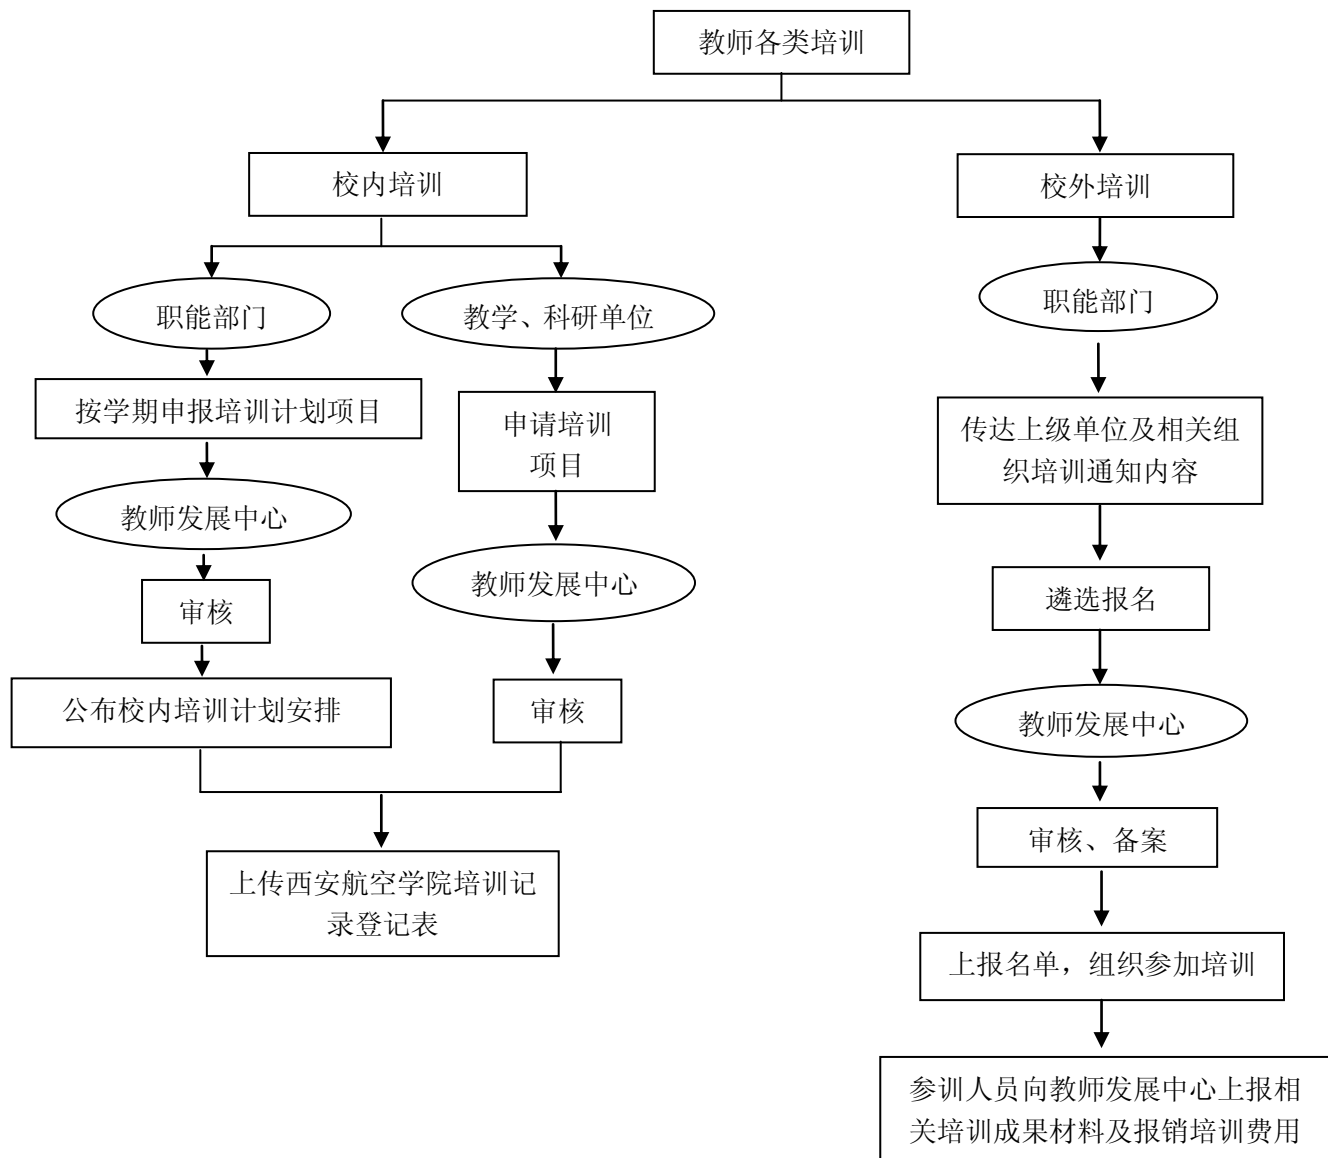 教师各类培训
校内培训
校外培训
职能部门
教学、科研单位
职能部门
按学期申报培训计划项目
申请培训
项目
传达上级单位及相关组
织培训通知内容
教师发展中心
教师发展中心
遴选报名
审核
公布校内培训计划安排
审核
教师发展中心
审核、备案
上传西安航空学院培训记
录登记表
上报名单，组织参加培训
参训人员向教师发展中心上报相
关培训成果材料及报销培训费用